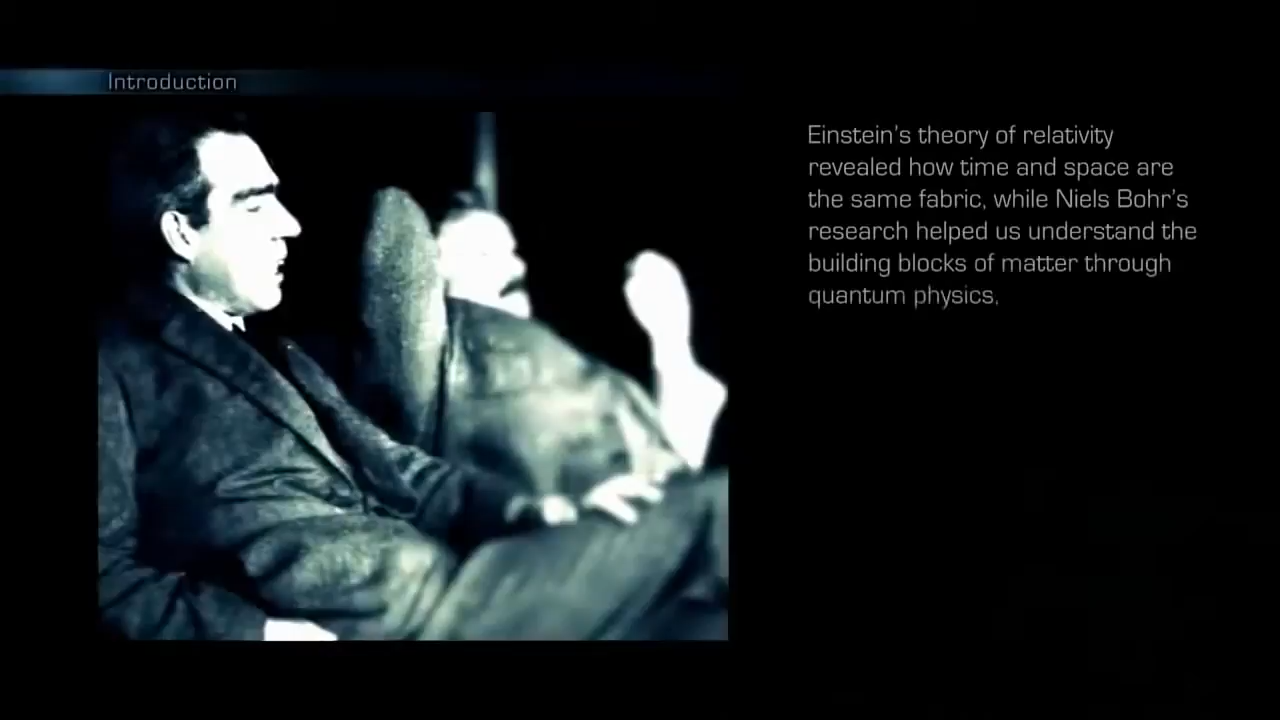 Introduction
Einstein's theory of relativity
revealed how time and space are
the same fabric, while Niels Bohr's
research helped us understand the
building blocks of matter through
quantum physics,